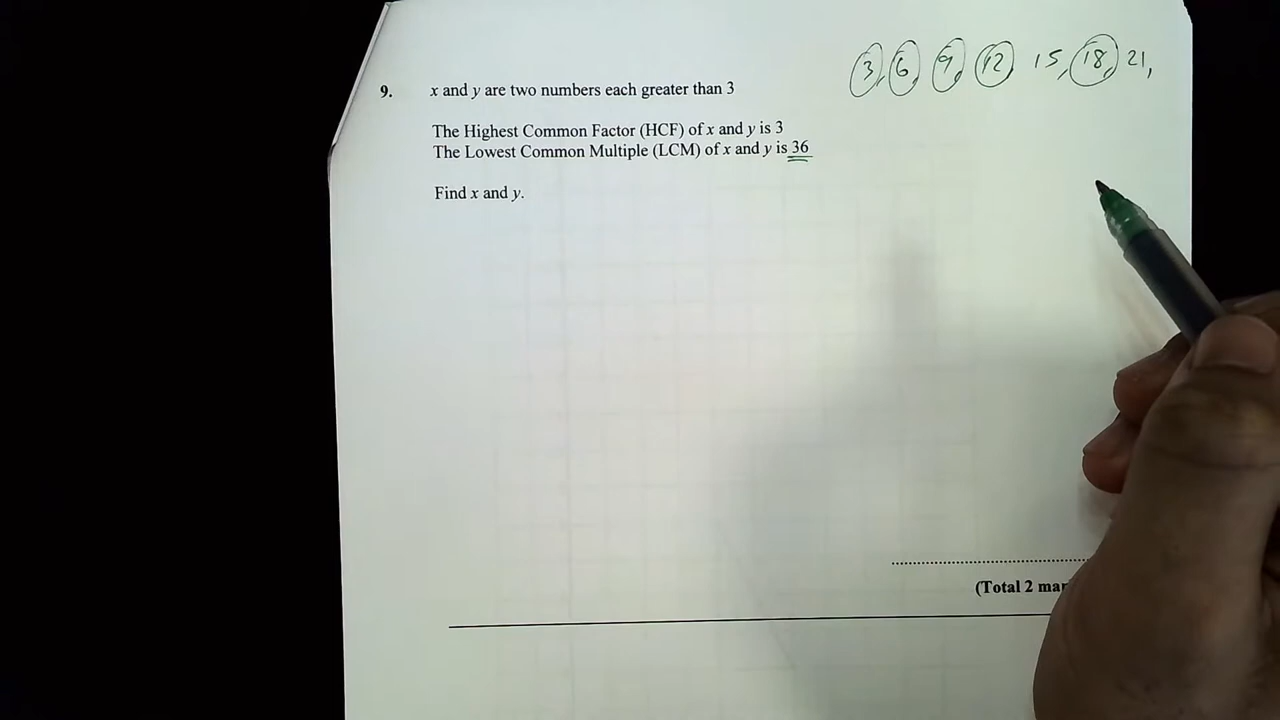 3, 6, 9, 12, 15, 18, 21,
9. x and y are two numbers each greater than 3
The Highest Common Factor (HCF) of x and y is 3
The Lowest Common Multiple (LCM) of x and y is 36
Find x and y.
(Total 2